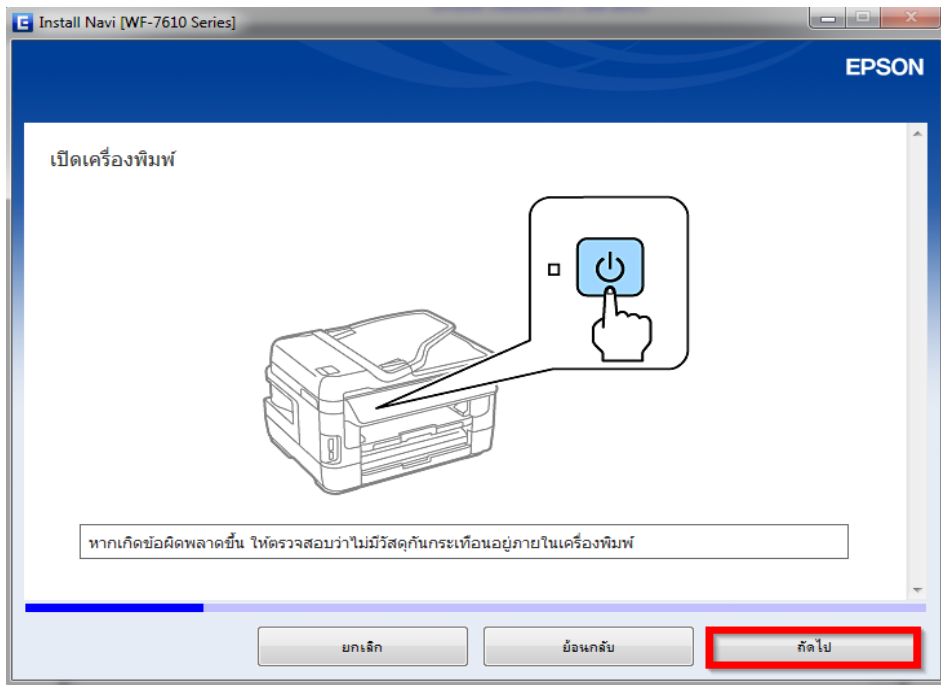 Install Navi [WF-7610 Series]
EPSON
เปิดเครื่องพิมพ์
หากเกิดข้อผิดพลาดขึ้น ให้ตรวจสอบว่าไม่มีวัสดุกันกระเทือนอยู่ภายในเครื่องพิมพ์
ยกเลิก
ย้อนกลับ
ถัดไป